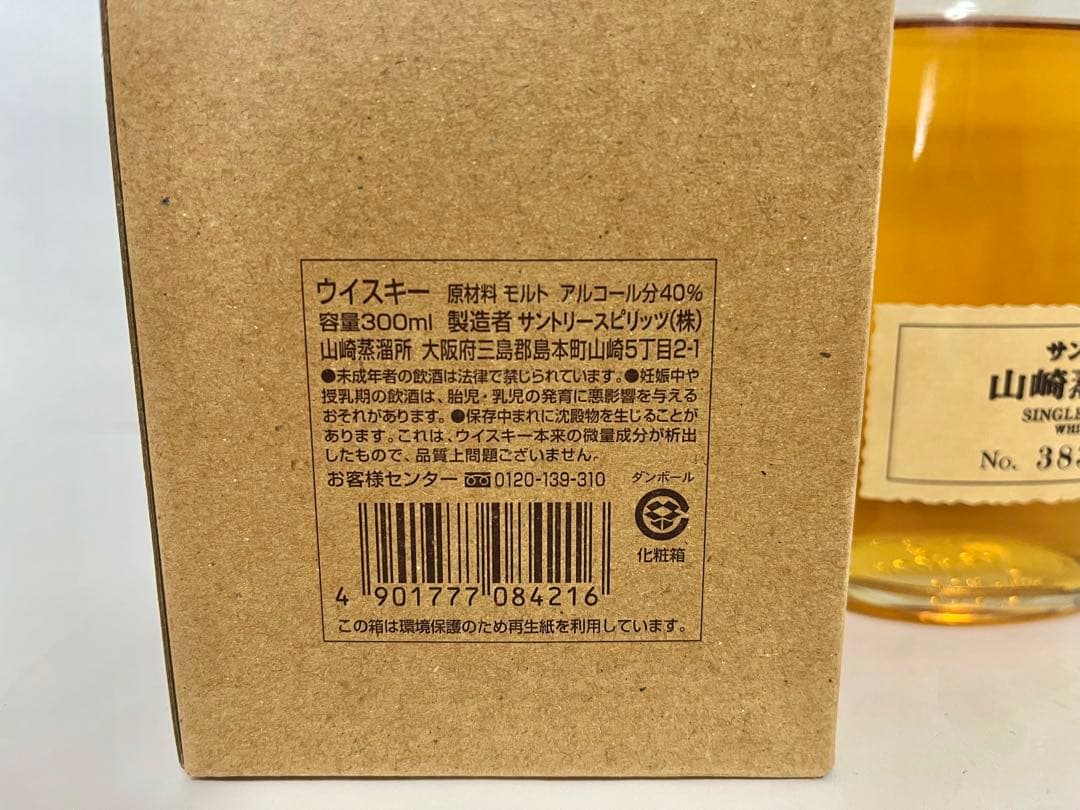 ウイスキー 原材料 モルト アルコール分40%
容量300ml 製造者 サントリースピリッツ(株)
山崎蒸溜所 大阪府三島郡島本町山崎5丁目2-1
●未成年者の飲酒は法律で禁じられています。●妊娠中や
授乳期の飲酒は、胎児・乳児の発育に悪影響を与える
おそれがあります。●保存中まれに沈殿物を生じることが
あります。これは、ウイスキー本来の微量成分が析出
したもので、品質上問題ございません。
お客様センター 0120-139-310
ダンボール
化粧箱
4 901777 084216
この箱は環境保護のため再生紙を利用しています。
サン
山崎蒸
SINGLE
WHI
No. 383